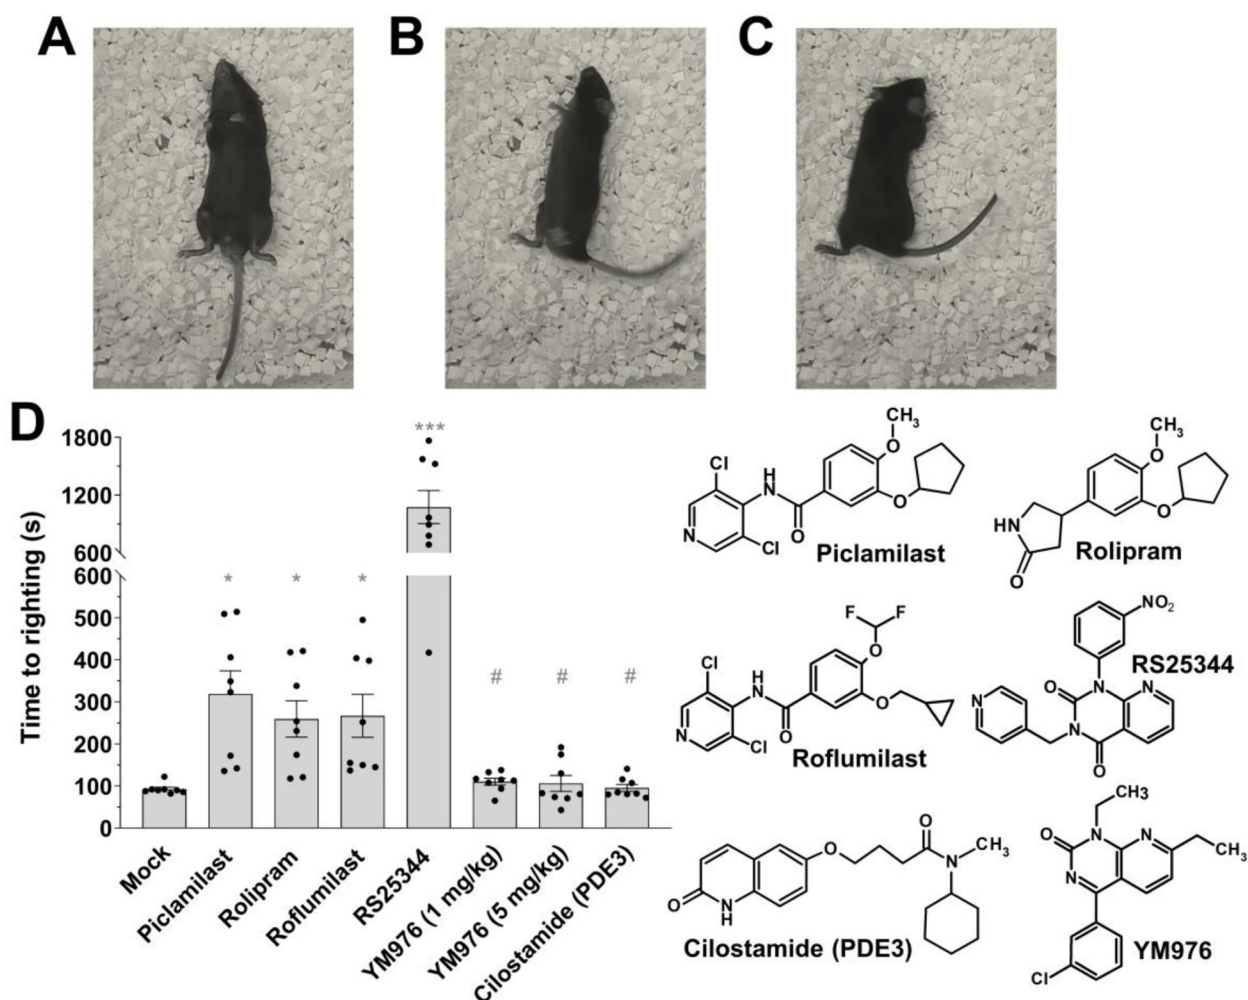 A
B
C
D
Time to righting (s)
1800
1200
600
600
500
400
300
200
100
0
*
*
*
***
#
#
#
Mock
Piclamilast
Rolipram
Roflumilast
RS25344
YM976 (1 mg/kg)
YM976 (5 mg/kg)
Cilostamide (PDE3)
CH3
O
Cl
H
N
O
N
O
Cl
Piclamilast
CH3
O
O
HN
O
Rolipram
F F
O
Cl
H
N
O
N
O
Cl
Roflumilast
NO2
RS25344
O
N
N
N
N
O
O
O
N
CH3
O
N
H
Cilostamide (PDE3)
CH3
O
N
N
N
CH3
Cl
YM976